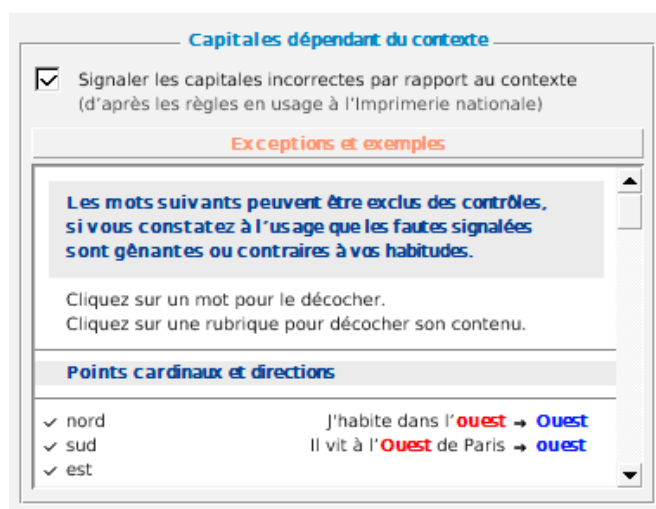 Capitales dépendant du contexte
Signaler les capitales incorrectes par rapport au contexte
(d'après les règles en usage à l'Imprimerie nationale)
Exceptions et exemples
Les mots suivants peuvent être exclus des contrôles,
si vous constatez à l'usage que les fautes signalées
sont gênantes ou contraires à vos habitudes.
Cliquez sur un mot pour le décocher.
Cliquez sur une rubrique pour décocher son contenu.
Points cardinaux et directions
✓ nord J'habite dans l'ouest → Ouest
✓ sud Il vit à l'Ouest de Paris → ouest
✓ est